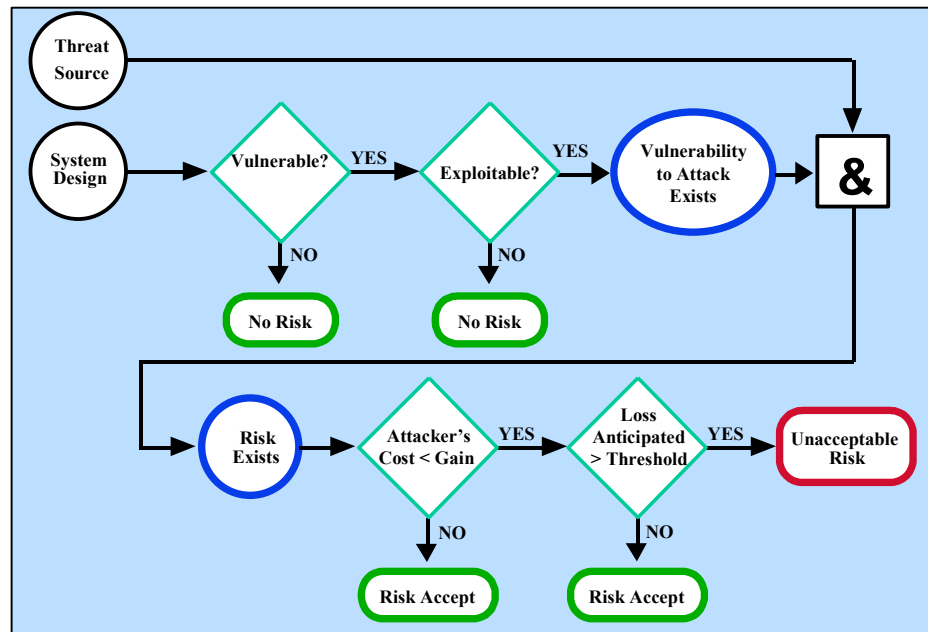 Threat
Source
System
Design
Vulnerable?
YES
Exploitable?
YES
Vulnerability
to Attack
Exists
&
NO
NO
No Risk
No Risk
Risk
Exists
Attacker's
Cost < Gain
YES
Loss
Anticipated
> Threshold
YES
Unacceptable
Risk
NO
NO
Risk Accept
Risk Accept